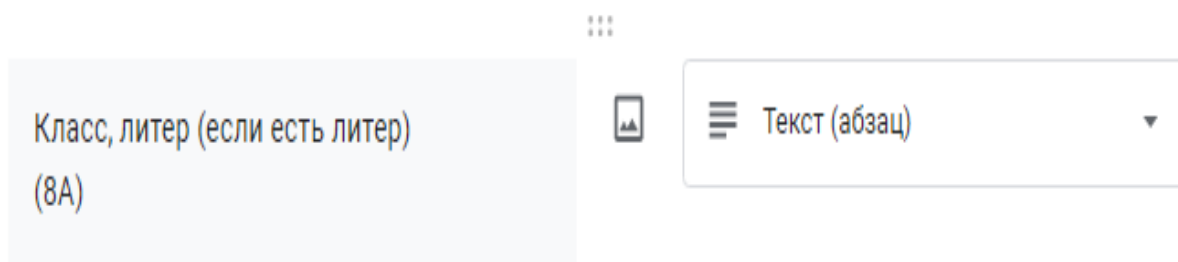 Класс, литер (если есть литер)
(8А)
Текст (абзац)